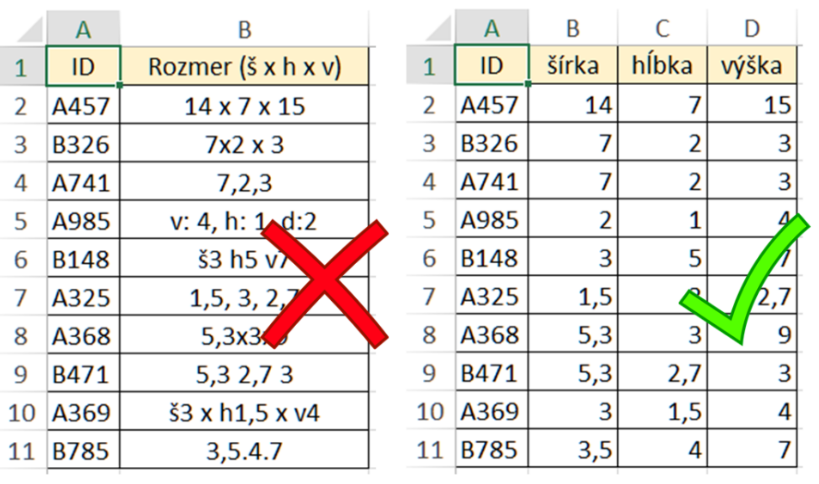 A B
1 ID Rozmer (š x h x v)
2 A457 14 x 7 x 15
3 B326 7x2 x 3
4 A741 7,2,3
5 A985 v: 4, h: 1, d:2
6 B148 š3 h5 v7
7 A325 1,5, 3, 2,7
8 A368 5,3x3
9 B471 5,3 2,7 3
10 A369 š3 x h1,5 x v4
11 B785 3,5.4.7
A B C D
1 ID šírka hĺbka výška
2 A457 14 7 15
3 B326 7 2 3
4 A741 7 2 3
5 A985 2 1 4
6 B148 3 5 7
7 A325 1,5 2,7
8 A368 5,3 3 9
9 B471 5,3 2,7 3
10 A369 3 1,5 4
11 B785 3,5 4 7